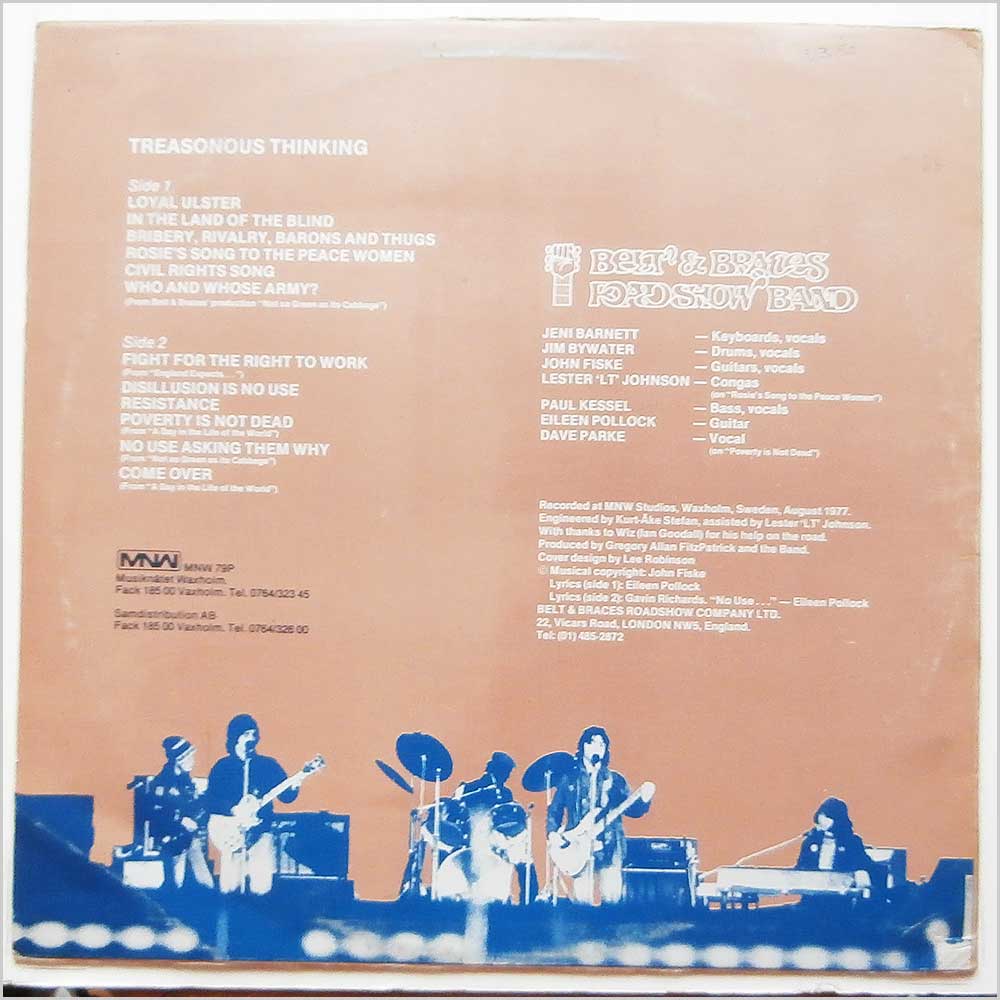 TREASONOUS THINKING
Side 1
LOYAL ULSTER
IN THE LAND OF THE BLIND
BRIBERY, RIVALRY, BARONS AND THUGS
ROSIE'S SONG TO THE PEACE WOMEN
CIVIL RIGHTS SONG
WHO AND WHOSE ARMY?
(From Belt & Braces' production "Not so Green as its Cabbage")
Side 2
FIGHT FOR THE RIGHT TO WORK
(From "England Expects . . . .")
DISILLUSION IS NO USE
RESISTANCE
POVERTY IS NOT DEAD
(From "A Day in the Life of the World")
NO USE ASKING THEM WHY
(From "Not so Green as its Cabbage")
COME OVER
(From "A Day in the Life of the World")
MNW MNW 79P
Musiknätet Waxholm.
Fack 185 00 Vaxholm. Tel. 0764/323 45
Samdistribution AB
Fack 185 00 Vaxholm. Tel. 0764/326 00
BELT & BRACES
ROADSHOW BAND
JENI BARNETT — Keyboards, vocals
JIM BYWATER — Drums, vocals
JOHN FISKE — Guitars, vocals
LESTER 'LT' JOHNSON — Congas
(on "Rosie's Song to the Peace Women")
PAUL KESSEL — Bass, vocals
EILEEN POLLOCK — Guitar
DAVE PARKE — Vocal
(on "Poverty is Not Dead")
Recorded at MNW Studios, Waxholm, Sweden, August 1977.
Engineered by Kurt-Åke Stefan, assisted by Lester 'LT' Johnson.
With thanks to Wiz (Ian Goodall) for his help on the road.
Produced by Gregory Allan FitzPatrick and the Band.
Cover design by Lee Robinson
© Musical copyright: John Fiske
Lyrics (side 1): Eileen Pollock
Lyrics (side 2): Gavin Richards. "No Use . . ." — Eileen Pollock
BELT & BRACES ROADSHOW COMPANY LTD.
22, Vicars Road, LONDON NW5, England.
Tel: (01) 485-2872